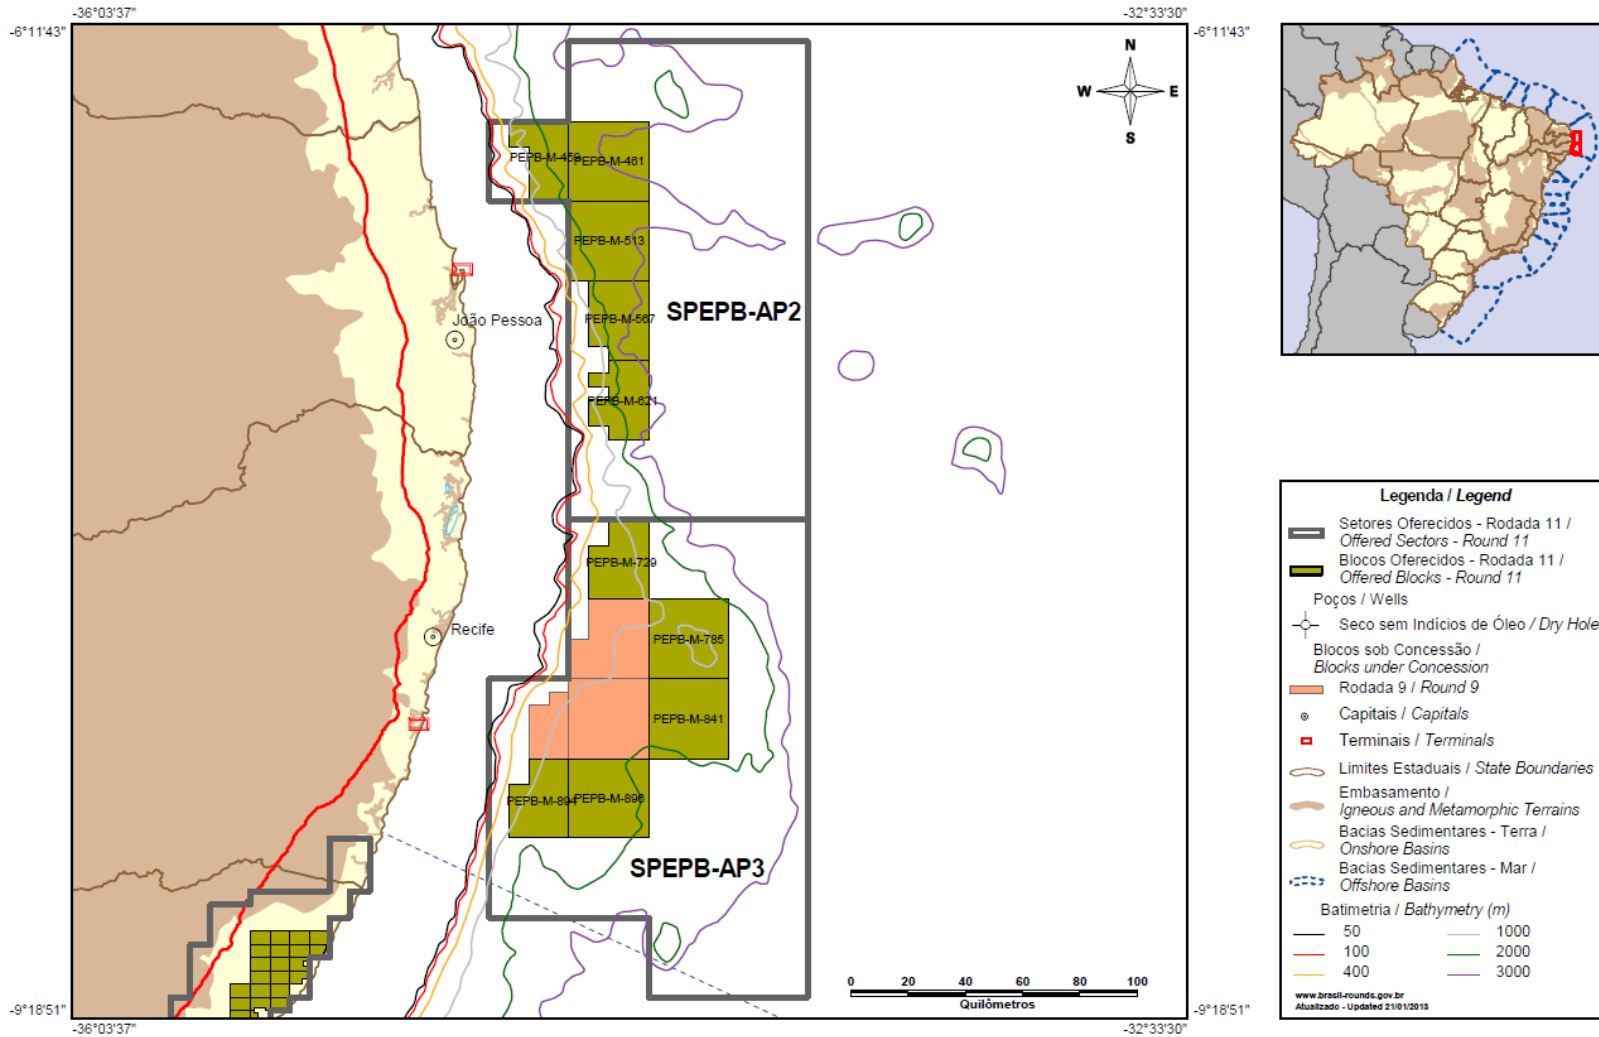 -36°03'37"
-32°33'30"
-6°11'43"
-6°11'43"
N
W E
S
PEPB-M-459
PEPB-M-461
PEPB-M-513
PEPB-M-567
SPEPB-AP2
João Pessoa
PEPB-M-621
PEPB-M-729
Recife
PEPB-M-785
PEPB-M-841
PEPB-M-894
PEPB-M-896
SPEPB-AP3
0 20 40 60 80 100
Quilômetros
-9°18'51"
-9°18'51"
-36°03'37"
-32°33'30"
Legenda / Legend
Setores Oferecidos - Rodada 11 /
Offered Sectors - Round 11
Blocos Oferecidos - Rodada 11 /
Offered Blocks - Round 11
Poços / Wells
Seco sem Indícios de Óleo / Dry Hole
Blocos sob Concessão /
Blocks under Concession
Rodada 9 / Round 9
Capitais / Capitals
Terminais / Terminals
Limites Estaduais / State Boundaries
Embasamento /
Igneous and Metamorphic Terrains
Bacias Sedimentares - Terra /
Onshore Basins
Bacias Sedimentares - Mar /
Offshore Basins
Batimetria / Bathymetry (m)
50 1000
100 2000
400 3000
www.brasil-rounds.gov.br
Atualizado - Updated 21/01/2013